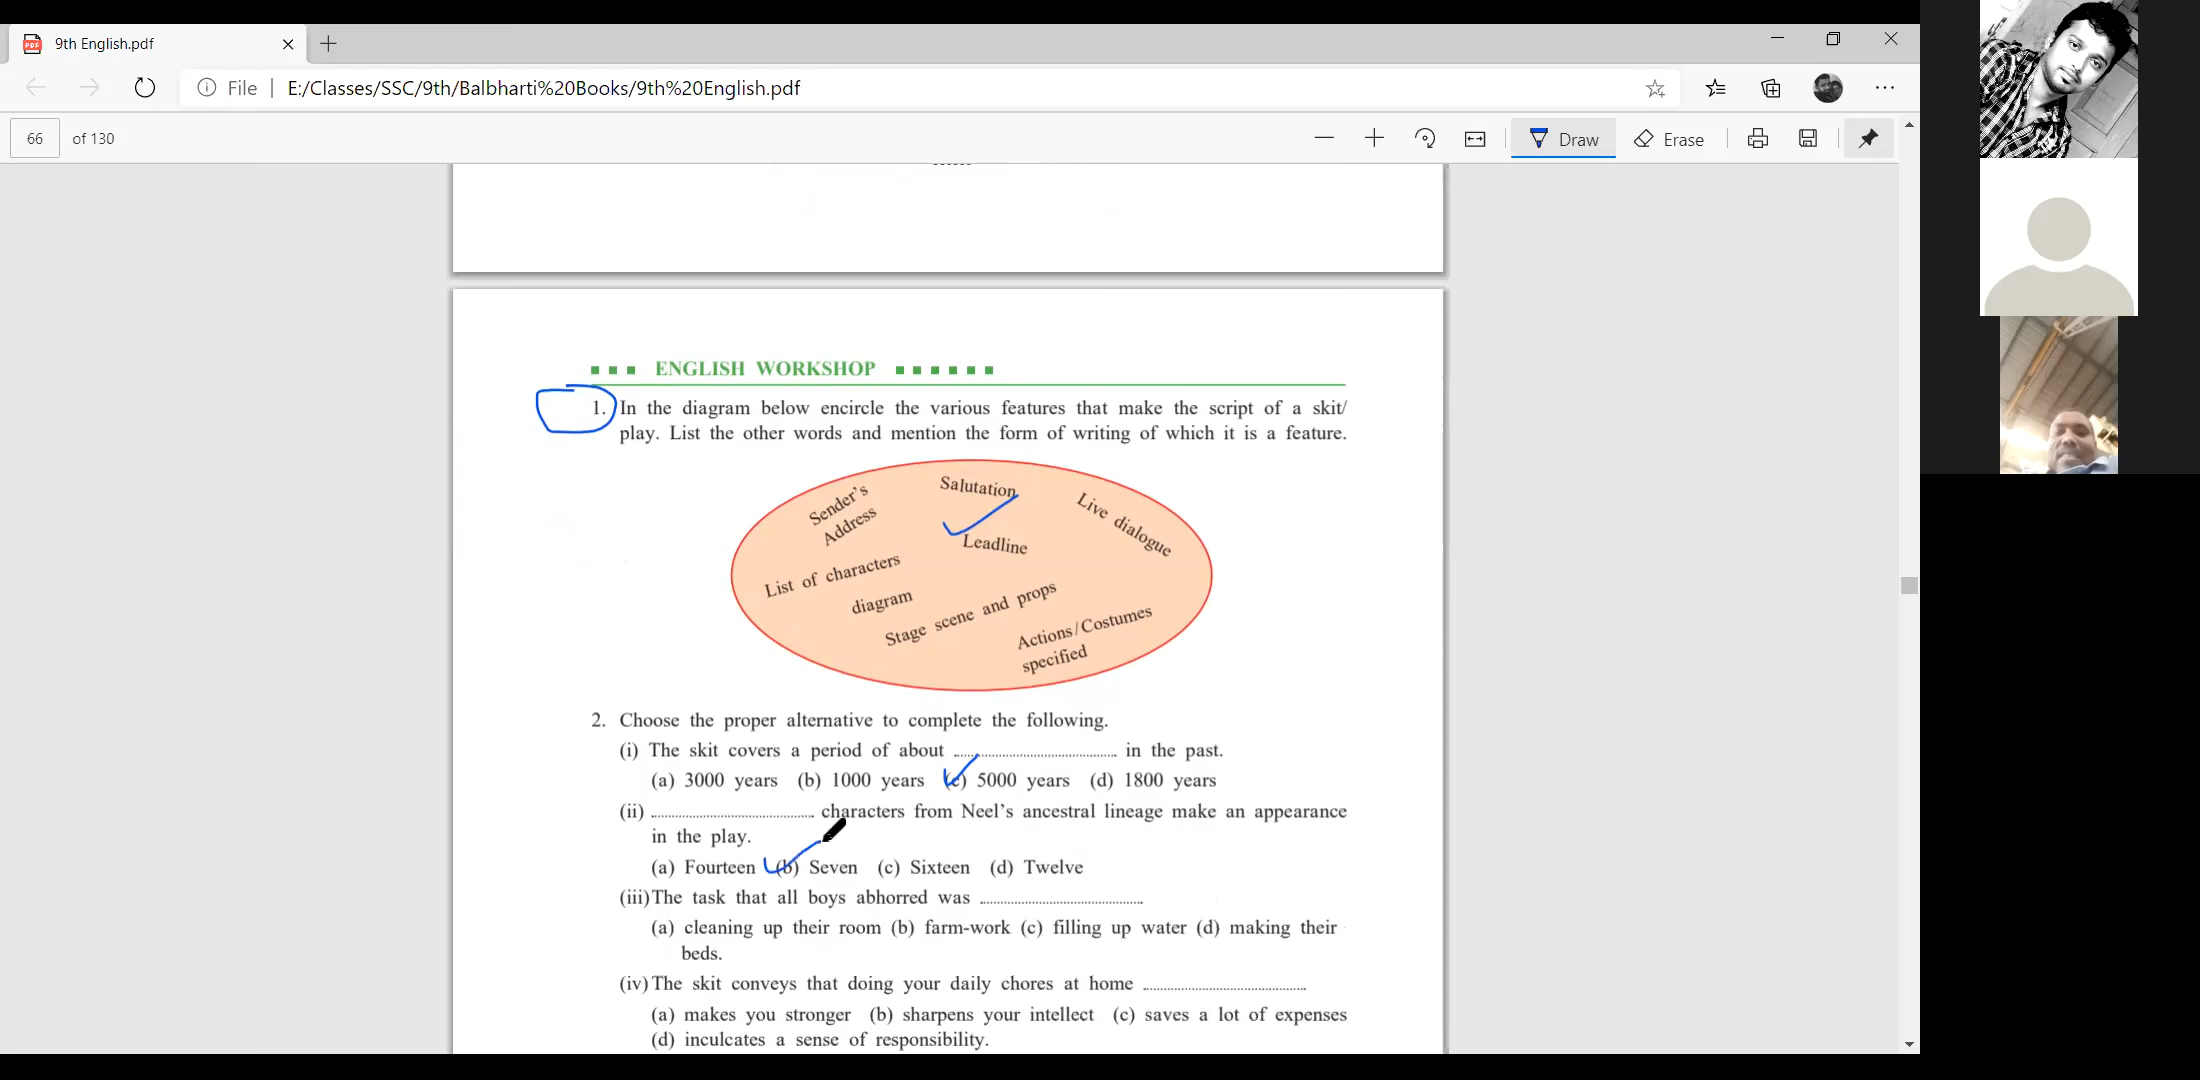 9th English.pdf
File | E:/Classes/SSC/9th/Balbharti%20Books/9th%20English.pdf
66 of 130
Draw
Erase
ENGLISH WORKSHOP
1. In the diagram below encircle the various features that make the script of a skit/
play. List the other words and mention the form of writing of which it is a feature.
Sender's
Address
Salutation
Live dialogue
Leadline
List of characters
diagram
Stage scene and props
Actions/Costumes
specified
2. Choose the proper alternative to complete the following.
(i) The skit covers a period of about ........................................ in the past.
(a) 3000 years (b) 1000 years (c) 5000 years (d) 1800 years
(ii) ........................................ characters from Neel's ancestral lineage make an appearance
in the play.
(a) Fourteen (b) Seven (c) Sixteen (d) Twelve
(iii) The task that all boys abhorred was ........................................
(a) cleaning up their room (b) farm-work (c) filling up water (d) making their
beds.
(iv) The skit conveys that doing your daily chores at home ........................................
(a) makes you stronger (b) sharpens your intellect (c) saves a lot of expenses
(d) inculcates a sense of responsibility.